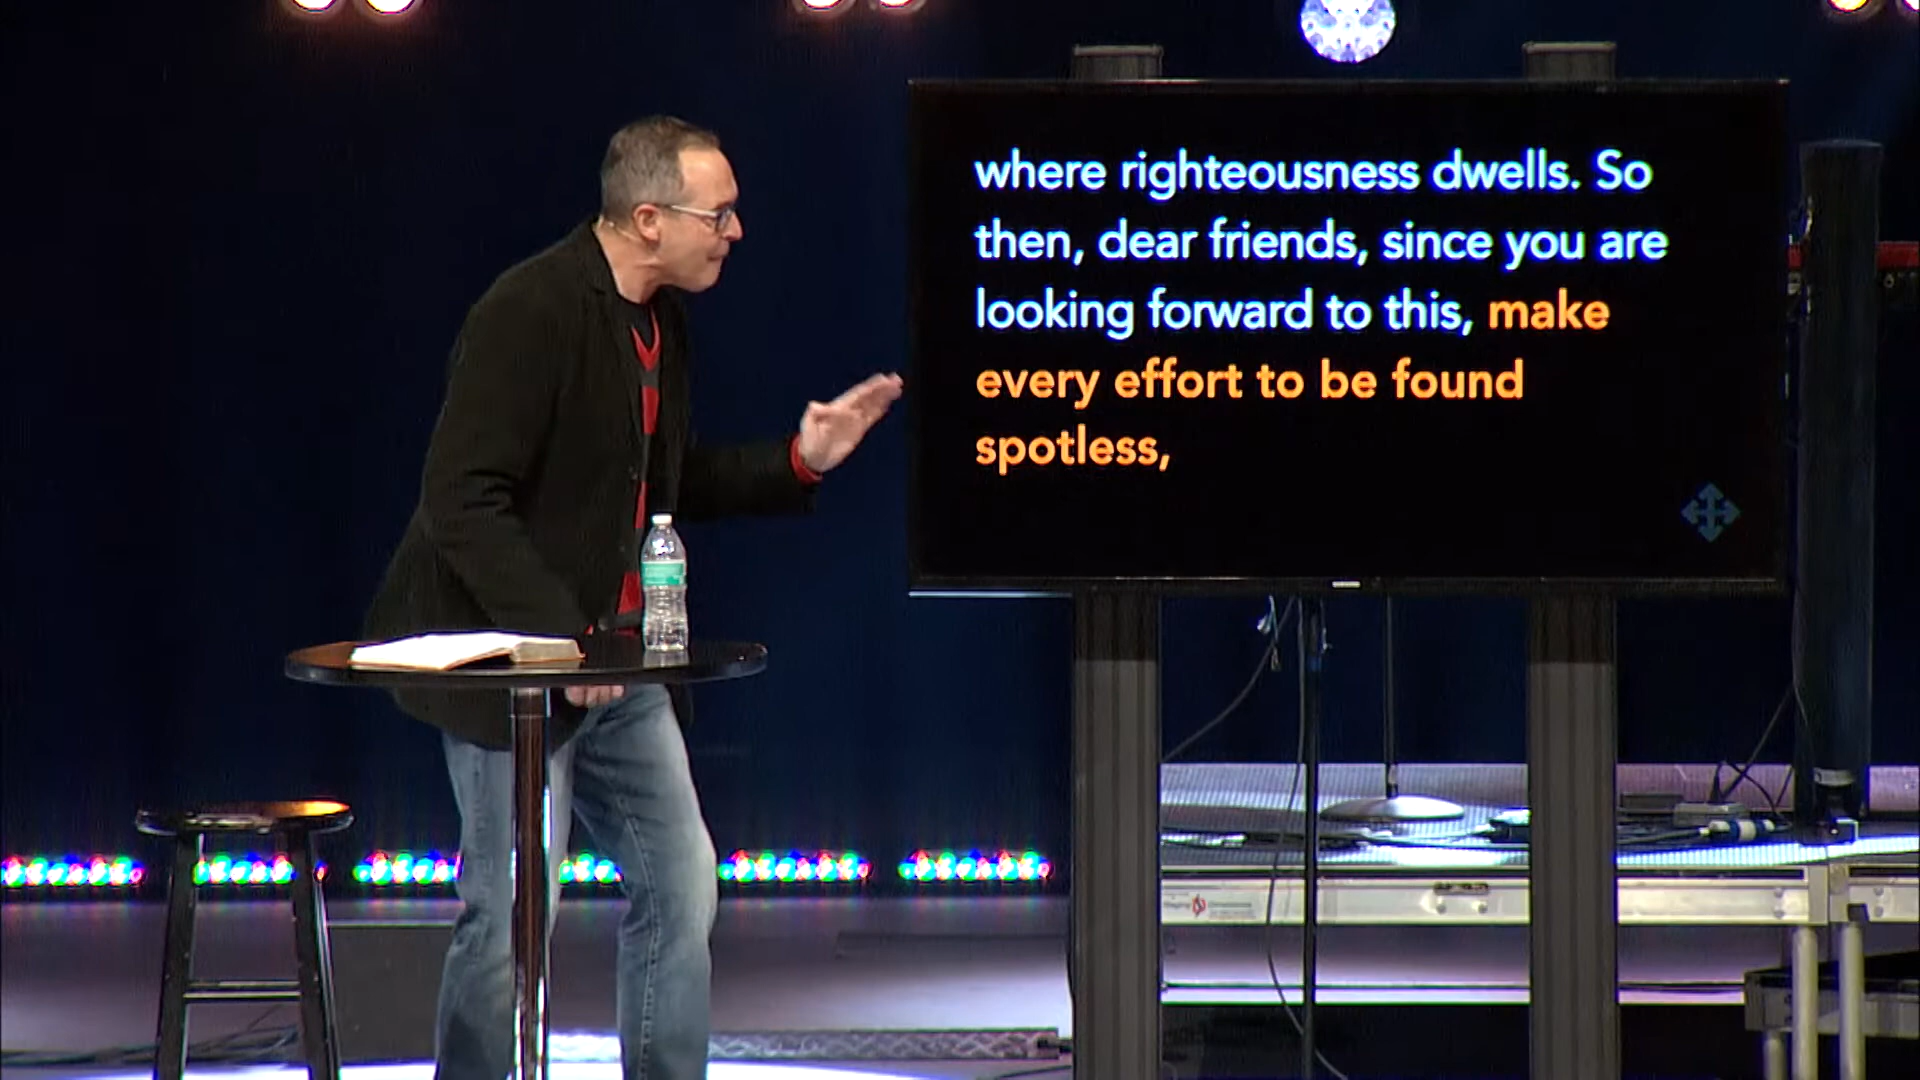 where righteousness dwells. So
then, dear friends, since you are
looking forward to this, make
every effort to be found
spotless,